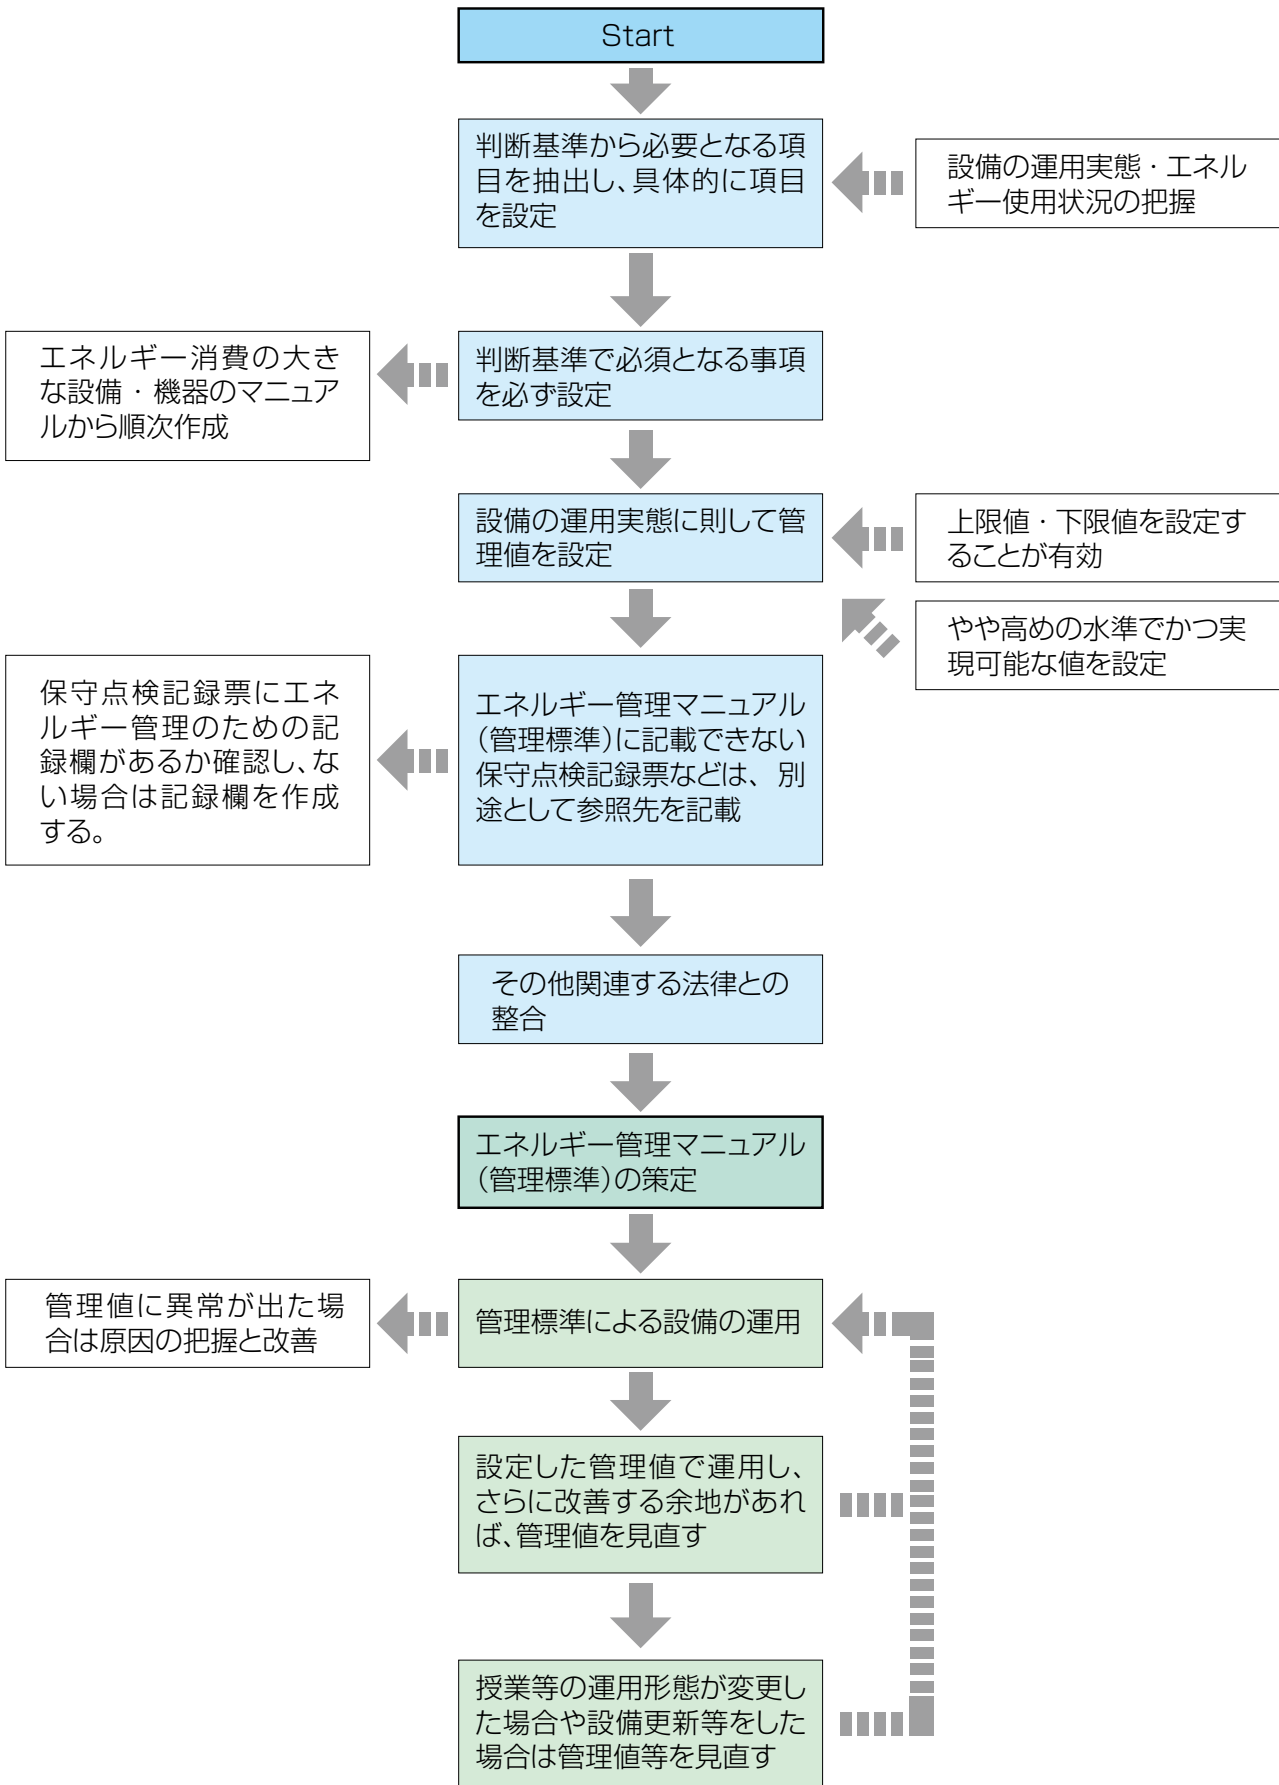 Start
判断基準から必要となる項
目を抽出し、具体的に項目
を設定
設備の運用実態・エネル
ギー使用状況の把握
判断基準で必須となる事項
を必ず設定
エネルギー消費の大き
な設備・機器のマニュア
ルから順次作成
設備の運用実態に則して管
理値を設定
上限値・下限値を設定す
ることが有効
やや高めの水準でかつ実
現可能な値を設定
エネルギー管理マニュアル
（管理標準）に記載できない
保守点検記録票などは、別
途として参照先を記載
保守点検記録票にエネ
ルギー管理のための記
録欄があるか確認し、な
い場合は記録欄を作成
する。
その他関連する法律との
整合
エネルギー管理マニュアル
（管理標準）の策定
管理標準による設備の運用
管理値に異常が出た場
合は原因の把握と改善
設定した管理値で運用し、
さらに改善する余地があれ
ば、管理値を見直す
授業等の運用形態が変更し
た場合や設備更新等をした
場合は管理値等を見直す